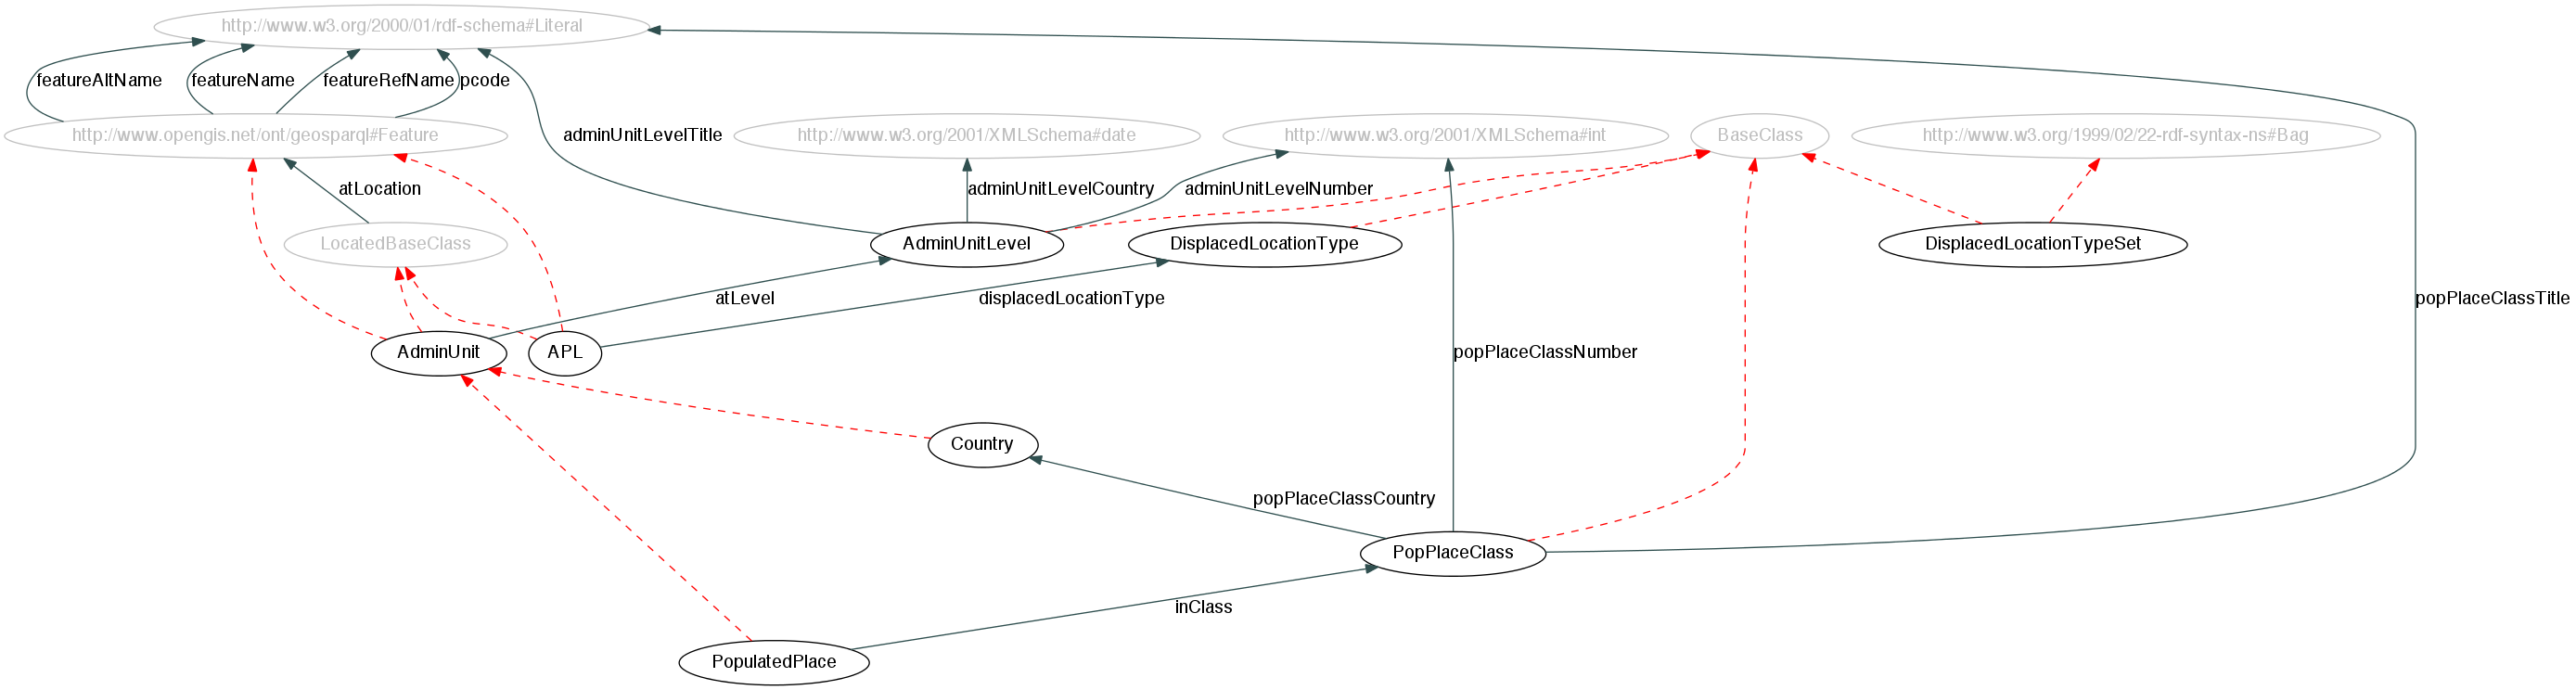 http://www.w3.org/2000/01/rdf-schema#Literal
featureAltName
featureName
featureRefName
pcode
adminUnitLevelTitle
http://www.opengis.net/ont/geosparql#Feature
http://www.w3.org/2001/XMLSchema#date
http://www.w3.org/2001/XMLSchema#int
BaseClass
http://www.w3.org/1999/02/22-rdf-syntax-ns#Bag
atLocation
adminUnitLevelCountry
adminUnitLevelNumber
LocatedBaseClass
AdminUnitLevel
DisplacedLocationType
DisplacedLocationTypeSet
atLevel
displacedLocationType
popPlaceClassTitle
AdminUnit
APL
popPlaceClassNumber
Country
popPlaceClassCountry
PopPlaceClass
inClass
PopulatedPlace